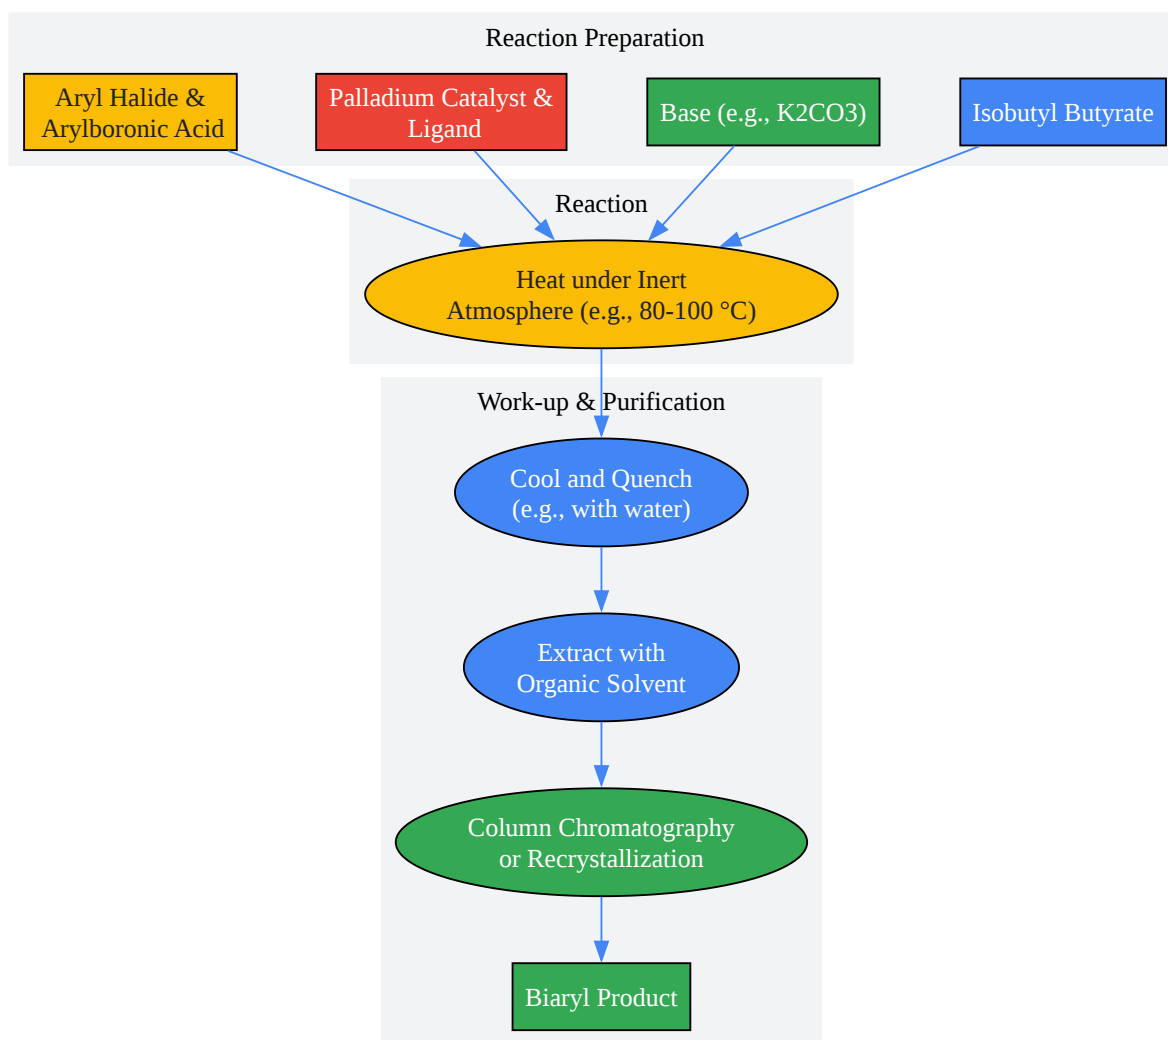 Reaction Preparation
Aryl Halide &
Arylboronic Acid
Palladium Catalyst &
Ligand
Base (e.g., K2CO3)
Isobutyl Butyrate
Reaction
Heat under Inert
Atmosphere (e.g., 80-100 °C)
Work-up & Purification
Cool and Quench
(e.g., with water)
Extract with
Organic Solvent
Column Chromatography
or Recrystallization
Biaryl Product